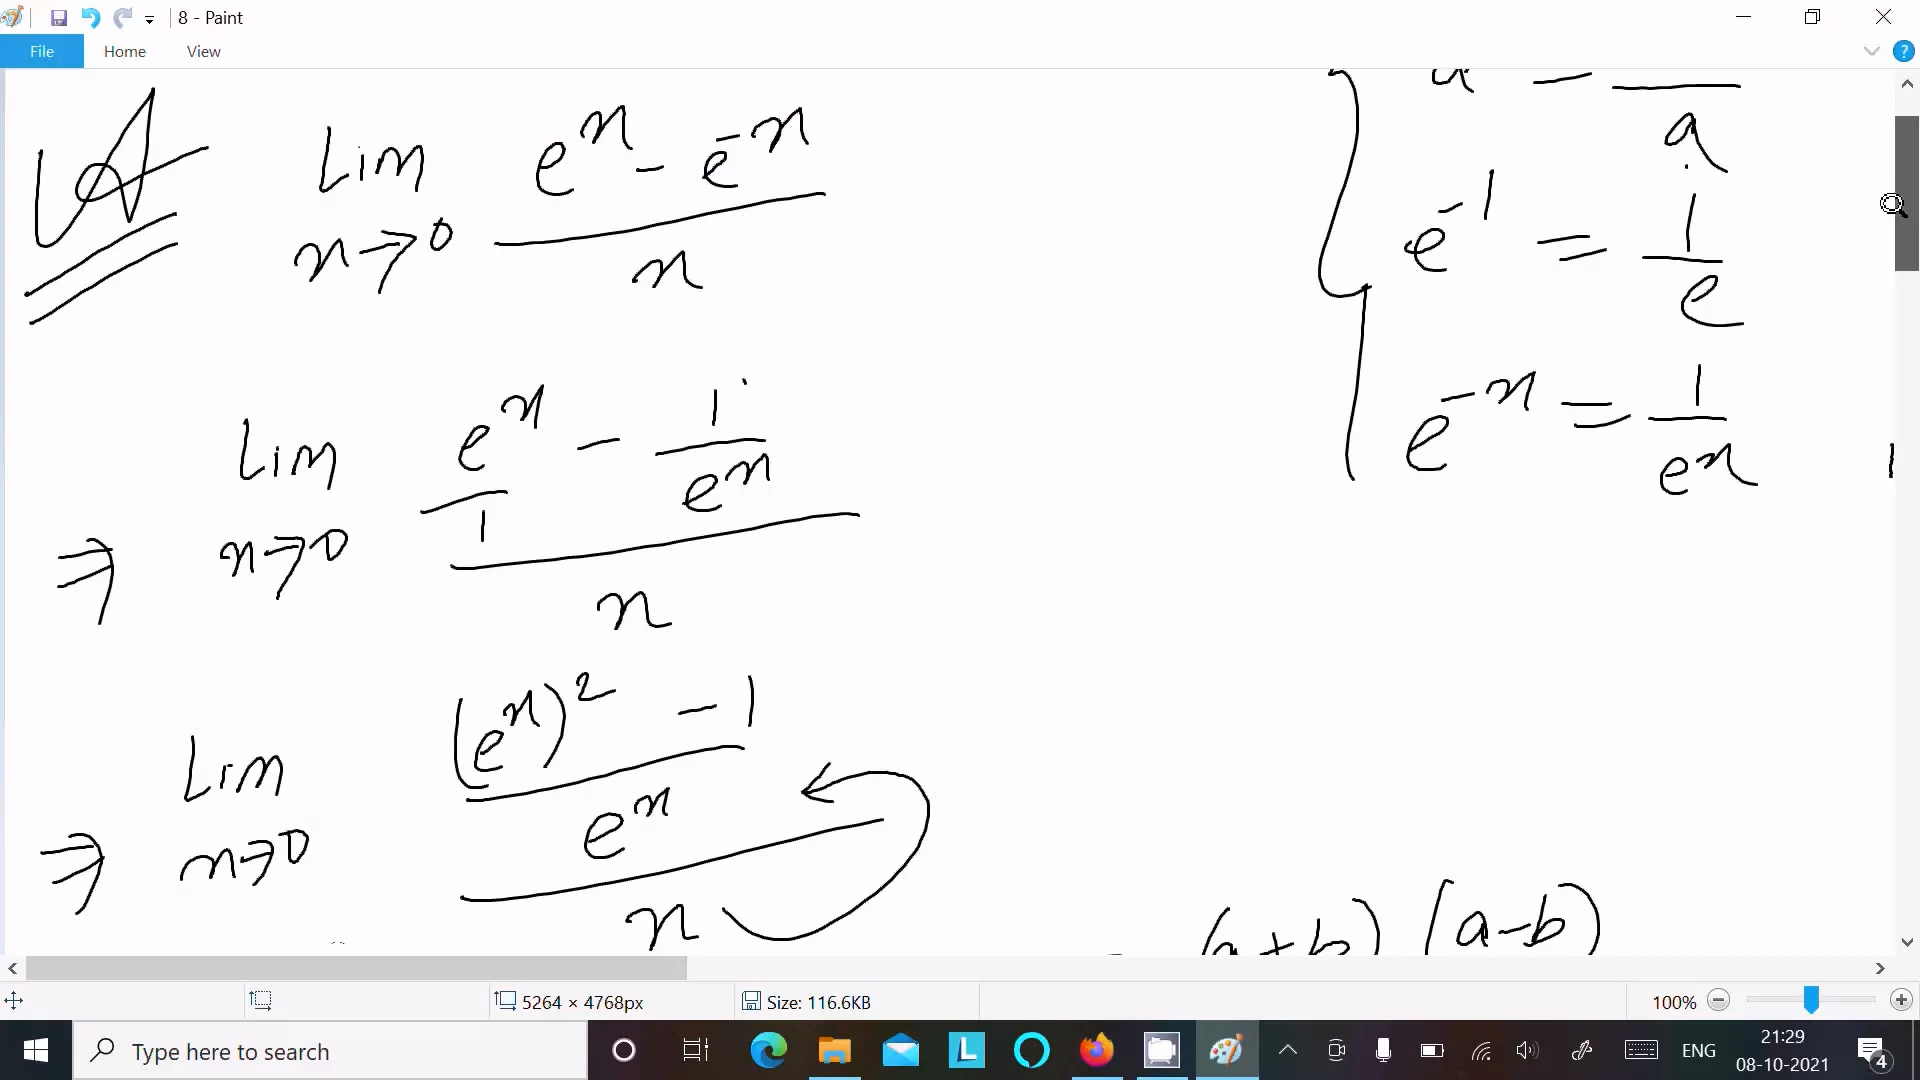 8 - Paint
File Home View
Lim e^x - e^-x
x→0 x
a = 
a
e^-1 = 1
e
e^-x = 1
e^x
⇒ Lim e^x/1 - 1/e^x
x→0 x
⇒ Lim (e^x)^2 - 1
x→0 e^x
x
(a+b) (a-b)
5264 × 4768px Size: 116.6KB 100%
Type here to search
L
ENG
21:29
08-10-2021
4